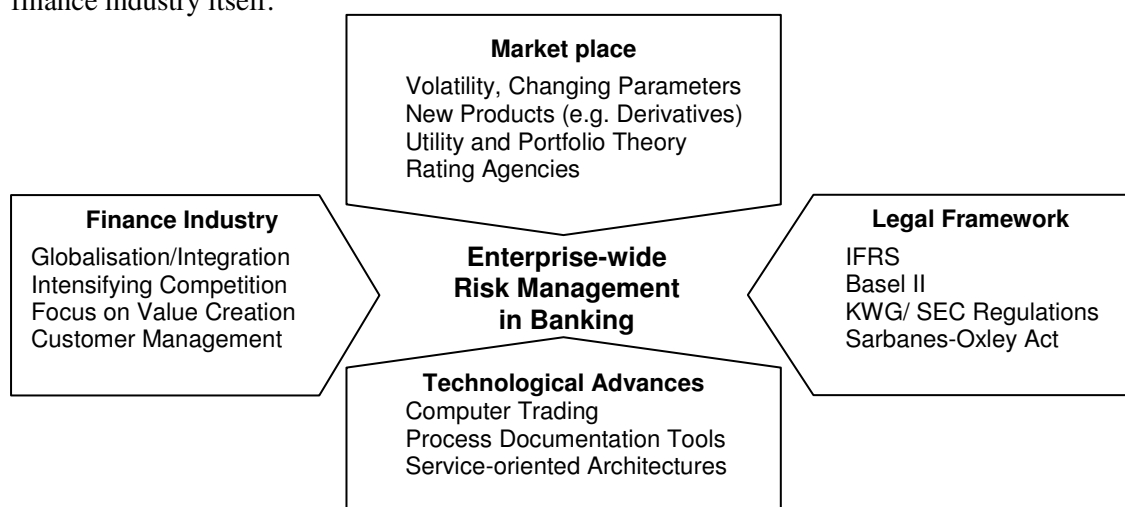 finance industry itself.
Market place
Volatility, Changing Parameters
New Products (e.g. Derivatives)
Utility and Portfolio Theory
Rating Agencies
Finance Industry
Globalisation/Integration
Intensifying Competition
Focus on Value Creation
Customer Management
Enterprise-wide
Risk Management
in Banking
Legal Framework
IFRS
Basel II
KWG/ SEC Regulations
Sarbanes-Oxley Act
Technological Advances
Computer Trading
Process Documentation Tools
Service-oriented Architectures